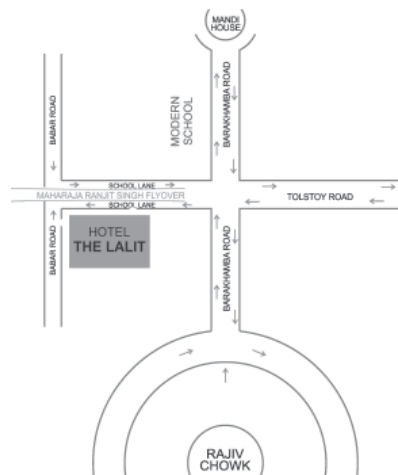 MANDI
HOUSE
BABAR ROAD
MODERN
SCHOOL
BARAKHAMBA ROAD
SCHOOL LANE
MAHARAJA RANJIT SINGH FLYOVER
SCHOOL LANE
TOLSTOY ROAD
BABAR ROAD
HOTEL
THE LALIT
BARAKHAMBA ROAD
RAJIV
CHOWK